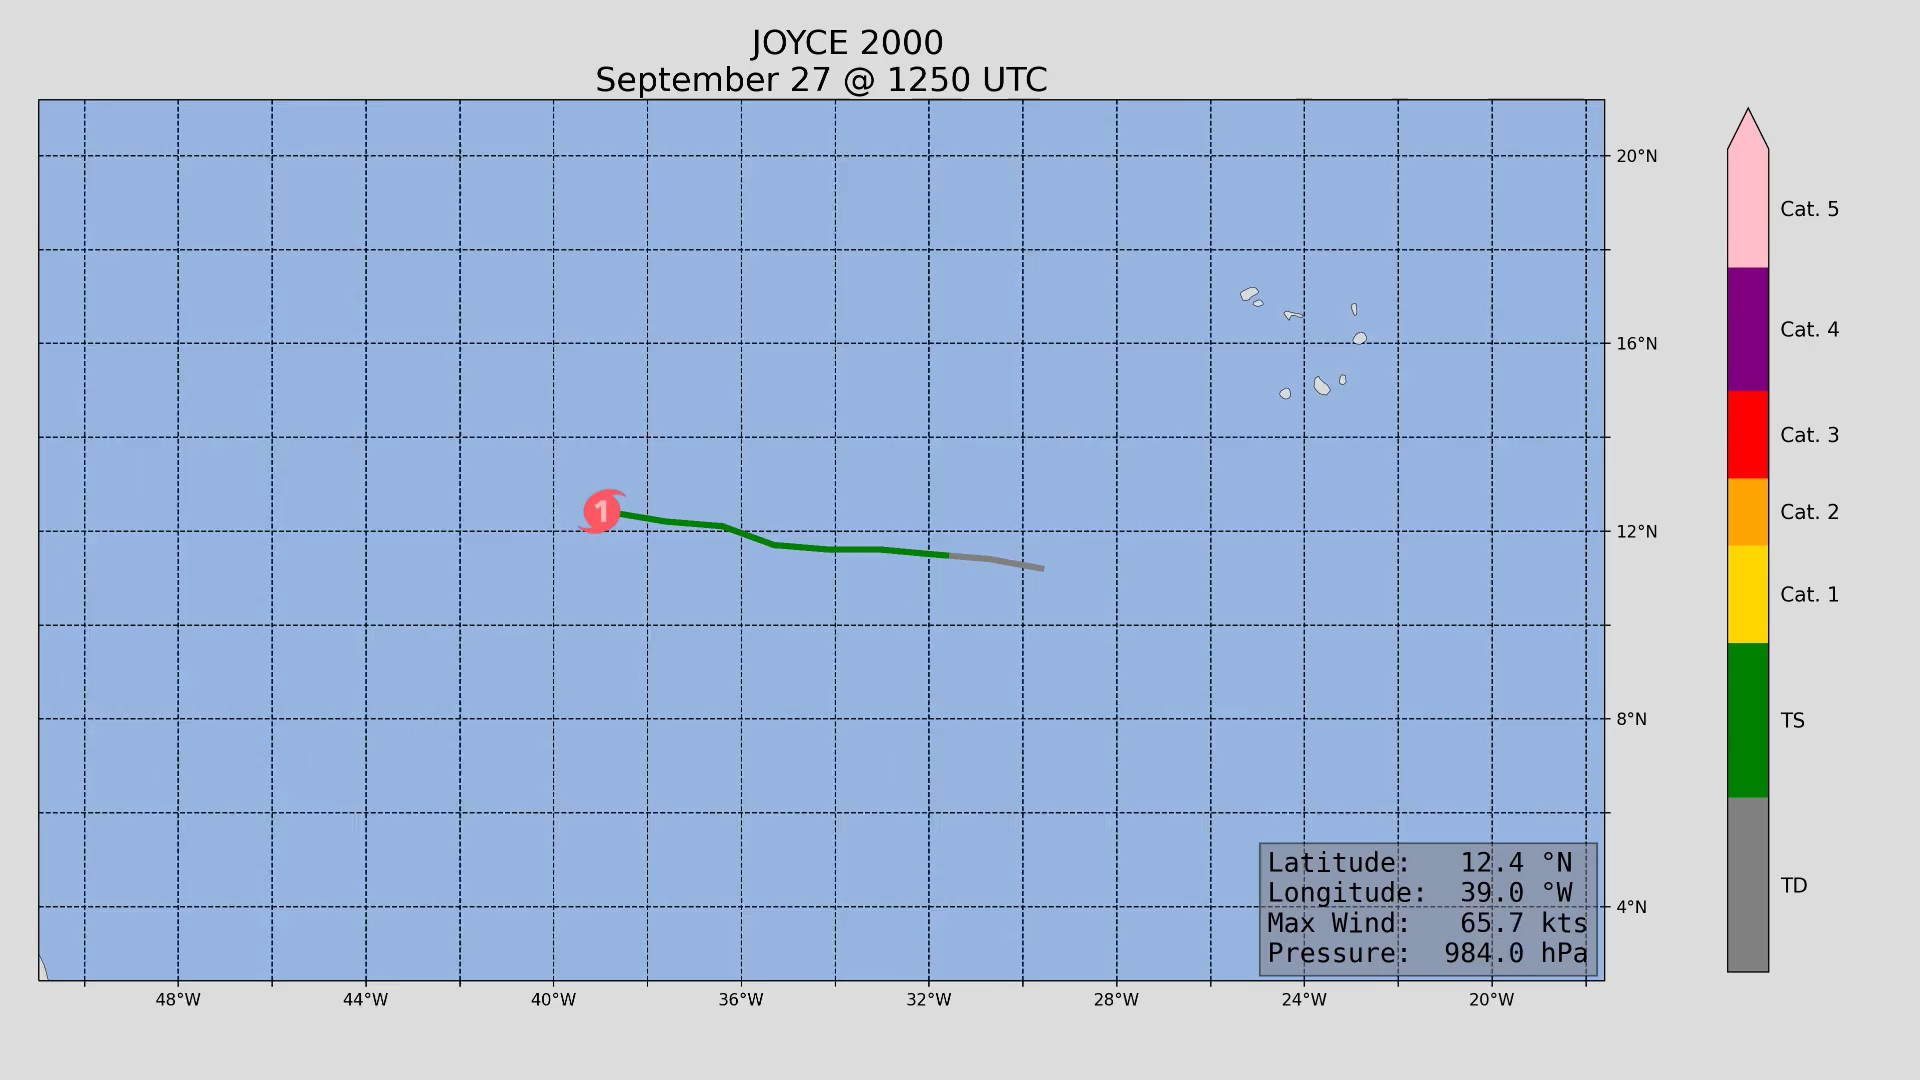 JOYCE 2000
September 27 @ 1250 UTC
20°N
16°N
12°N
8°N
4°N
1
Latitude: 12.4 °N
Longitude: 39.0 °W
Max Wind: 65.7 kts
Pressure: 984.0 hPa
48°W
44°W
40°W
36°W
32°W
28°W
24°W
20°W
Cat. 5
Cat. 4
Cat. 3
Cat. 2
Cat. 1
TS
TD